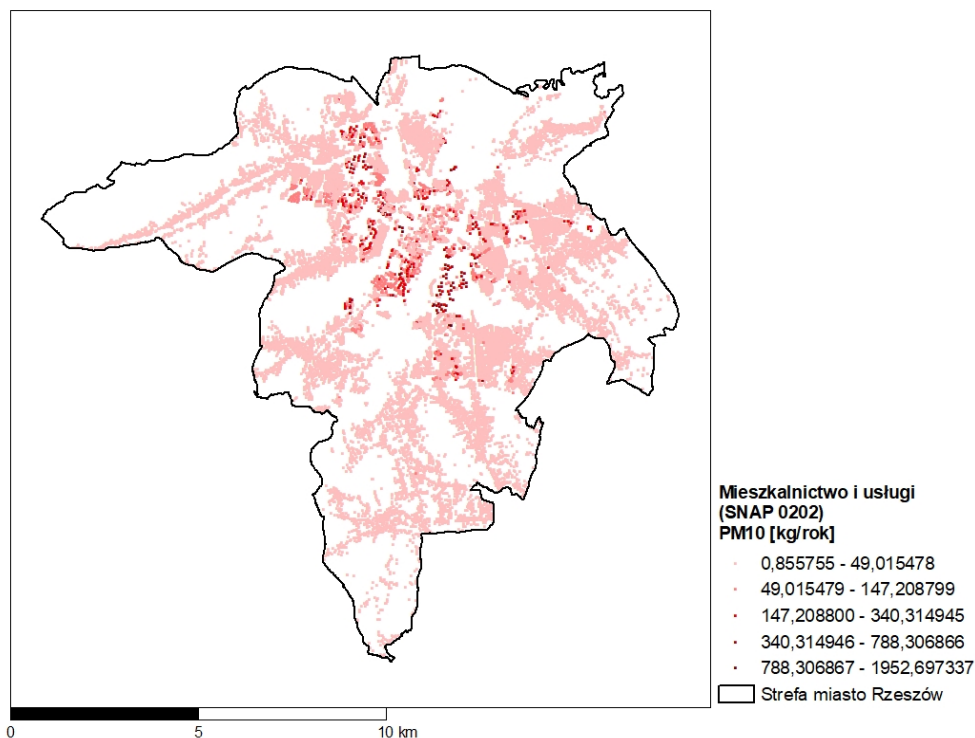 Mieszkalnictwo i usługi
(SNAP 0202)
PM10 [kg/rok]
0,855755 - 49,015478
49,015479 - 147,208799
147,208800 - 340,314945
340,314946 - 788,306866
788,306867 - 1952,697337
Strefa miasto Rzeszów
0 5 10 km